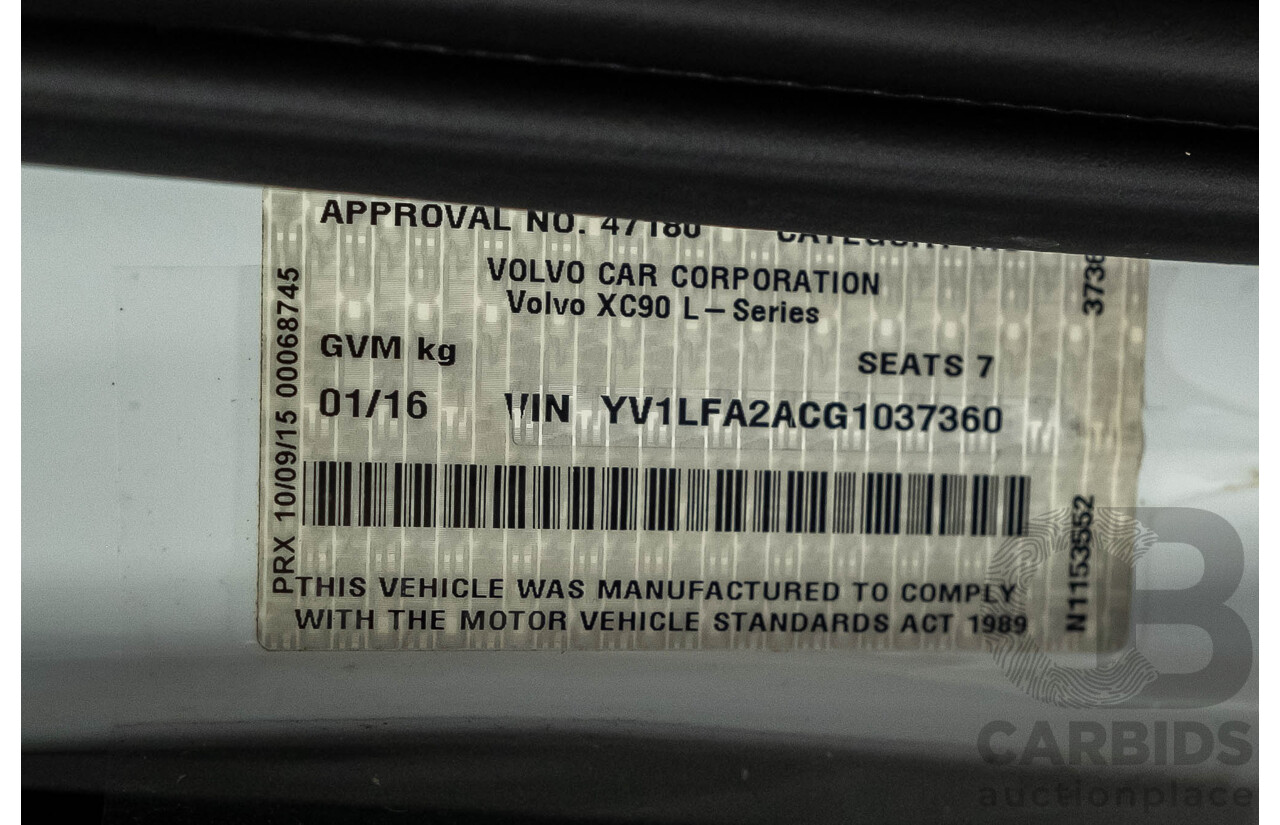 APPROVAL NO. 47180 CATEGORY
VOLVO CAR CORPORATION
Volvo XC90 L-Series
GVM kg SEATS 7
01/16 VIN YV1LFA2ACG1037360
THIS VEHICLE WAS MANUFACTURED TO COMPLY
WITH THE MOTOR VEHICLE STANDARDS ACT 1989
PRX 10/09/15 00068745
N1153552
CB
CARBIDS
auctionplace